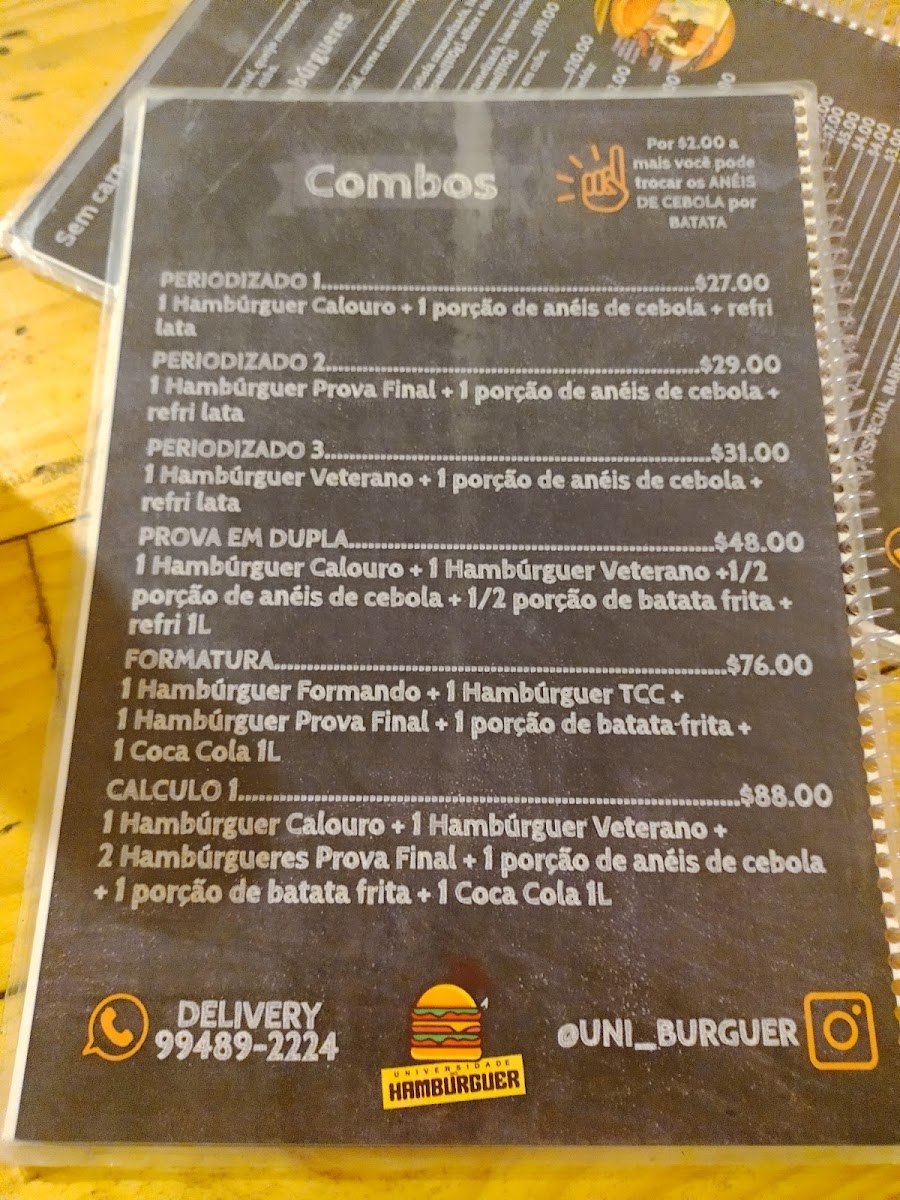 Combos
Por $2.00 a
mais você pode
trocar os ANÉIS
DE CEBOLA por
BATATA
PERIODIZADO 1...$27.00
1 Hambúrguer Calouro + 1 porção de anéis de cebola + refri
lata
PERIODIZADO 2...$29.00
1 Hambúrguer Prova Final + 1 porção de anéis de cebola +
refri lata
PERIODIZADO 3...$31.00
1 Hambúrguer Veterano + 1 porção de anéis de cebola +
refri lata
PROVA EM DUPLA...$48.00
1 Hambúrguer Calouro + 1 Hambúrguer Veterano +1/2
porção de anéis de cebola + 1/2 porção de batata frita +
refri 1L
FORMATURA...$76.00
1 Hambúrguer Formando + 1 Hambúrguer TCC +
1 Hambúrguer Prova Final + 1 porção de batata frita +
1 Coca Cola 1L
CALCULO 1...$88.00
1 Hambúrguer Calouro + 1 Hambúrguer Veterano +
2 Hambúrgueres Prova Final + 1 porção de anéis de cebola
+ 1 porção de batata frita + 1 Coca Cola 1L
DELIVERY
99489-2224
UNIVERSIDADE
HAMBÚRGUER
@UNI_BURGUER
Sem